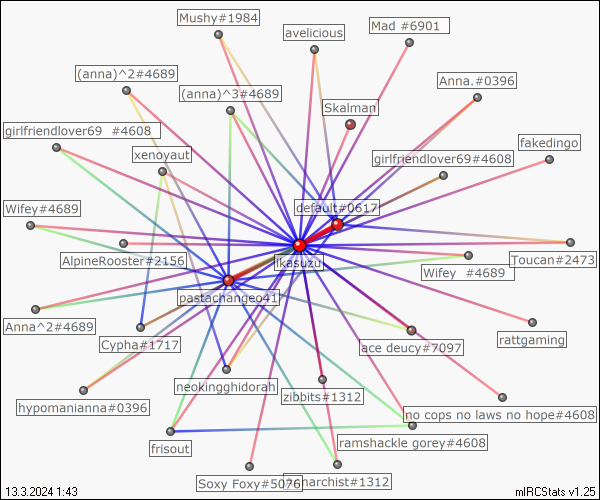 Mushy#1984
Mad #6901
avelicious
(anna)^2#4689
Anna.#0396
(anna)^3#4689
Skalman
girlfriendlover69 #4608
fakedingo
xenoyaut
girlfriendlover69#4608
Wifey#4689
default#0617
AlpineRooster#2156
ikasuzu
Toucan#2473
Wifey #4689
pastachangeo41
Anna^2#4689
Cypha#1717
rattgaming
ace deucy#7097
neokingghidorah
zibbits#1312
hypomanianna#0396
no cops no laws no hope#4608
frisout
ramshackle gorey#4608
Soxy Foxy#5076
narchist#1312
13.3.2024 1:43
mIRCStats v1.25